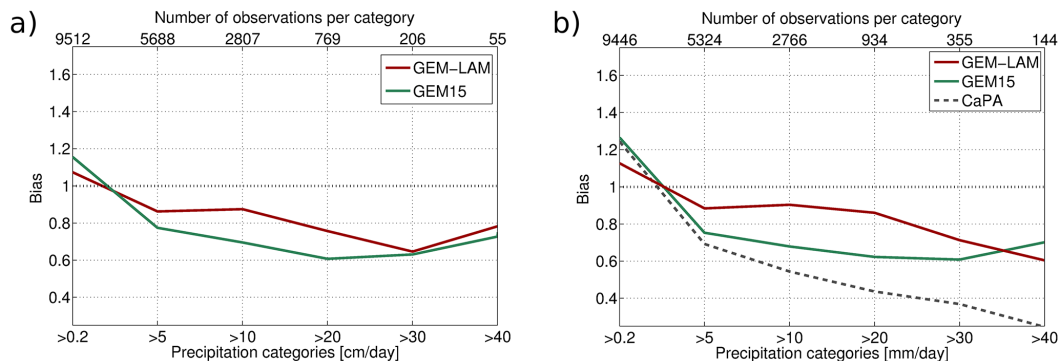 a)
Number of observations per category
9512 5688 2807 769 206 55
GEM-LAM
GEM15
1.6
1.4
1.2
1
0.8
0.6
0.4
Bias
>0.2 >5 >10 >20 >30 >40
Precipitation categories [cm/day]
b)
Number of observations per category
9446 5324 2766 934 355 144
GEM-LAM
GEM15
CaPA
1.6
1.4
1.2
1
0.8
0.6
0.4
Bias
>0.2 >5 >10 >20 >30 >40
Precipitation categories [mm/day]